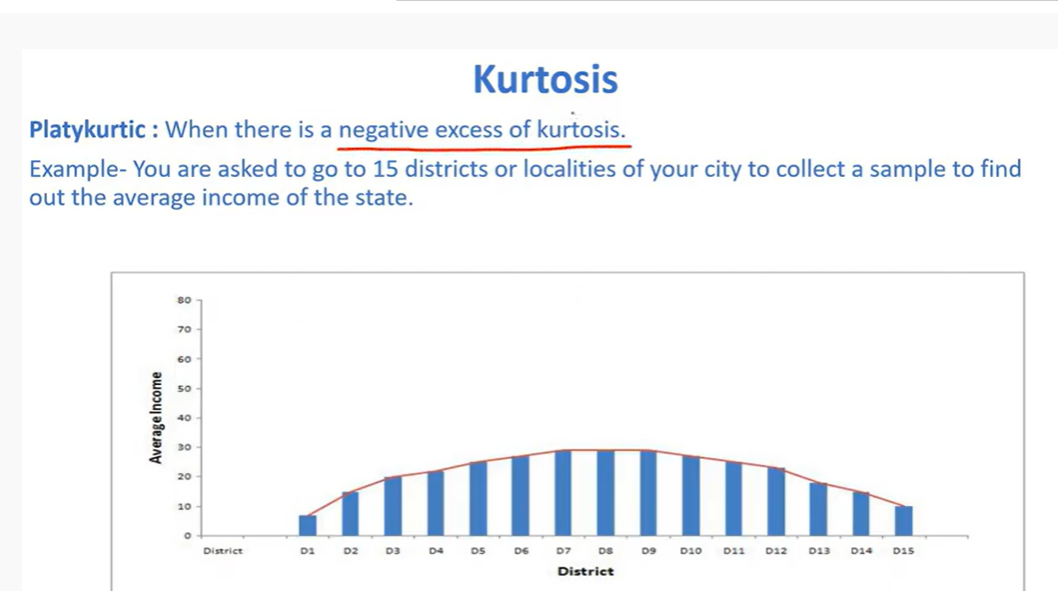 Kurtosis
Platykurtic : When there is a negative excess of kurtosis.
Example- You are asked to go to 15 districts or localities of your city to collect a sample to find
out the average income of the state.
80
70
60
50
40
30
20
10
0
Average Income
District D1 D2 D3 D4 D5 D6 D7 D8 D9 D10 D11 D12 D13 D14 D15
District